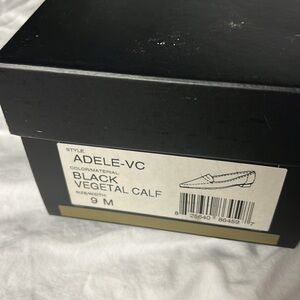 STYLE
ADELE-VC
COLOR/MATERIAL
BLACK
VEGETAL CALF
SIZE/WIDTH
9 M